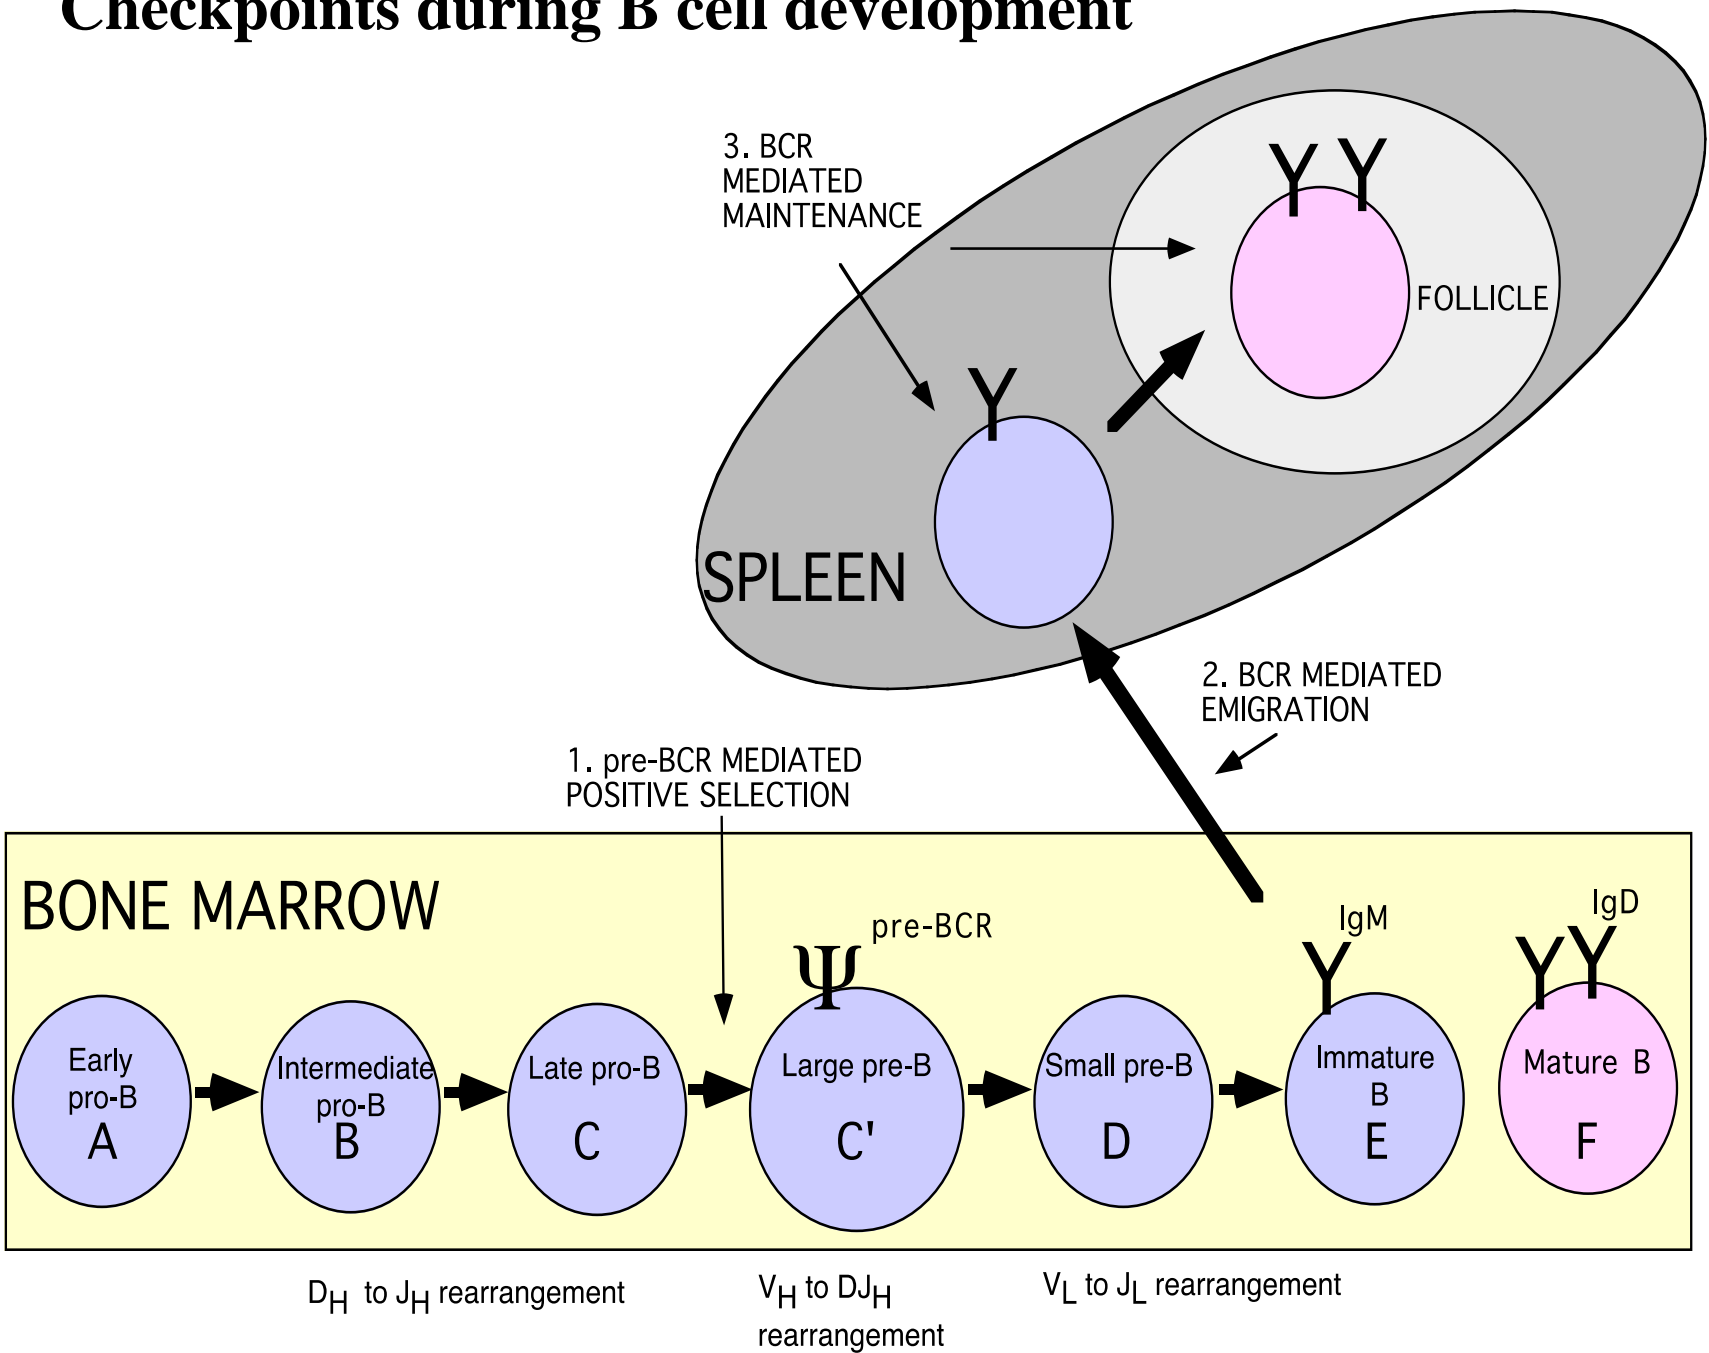 Checkpoints during B cell development
3. BCR
MEDIATED
MAINTENANCE
Y Y
FOLLICLE
Y
SPLEEN
2. BCR MEDIATED
EMIGRATION
1. pre-BCR MEDIATED
POSITIVE SELECTION
BONE MARROW
Ψ pre-BCR
Y IgM
Y Y IgD
Early
pro-B
A
Intermediate
pro-B
B
Late pro-B
C
Large pre-B
C'
Small pre-B
D
Immature
B
E
Mature B
F
DH to JH rearrangement
VH to DJH
rearrangement
VL to JL rearrangement